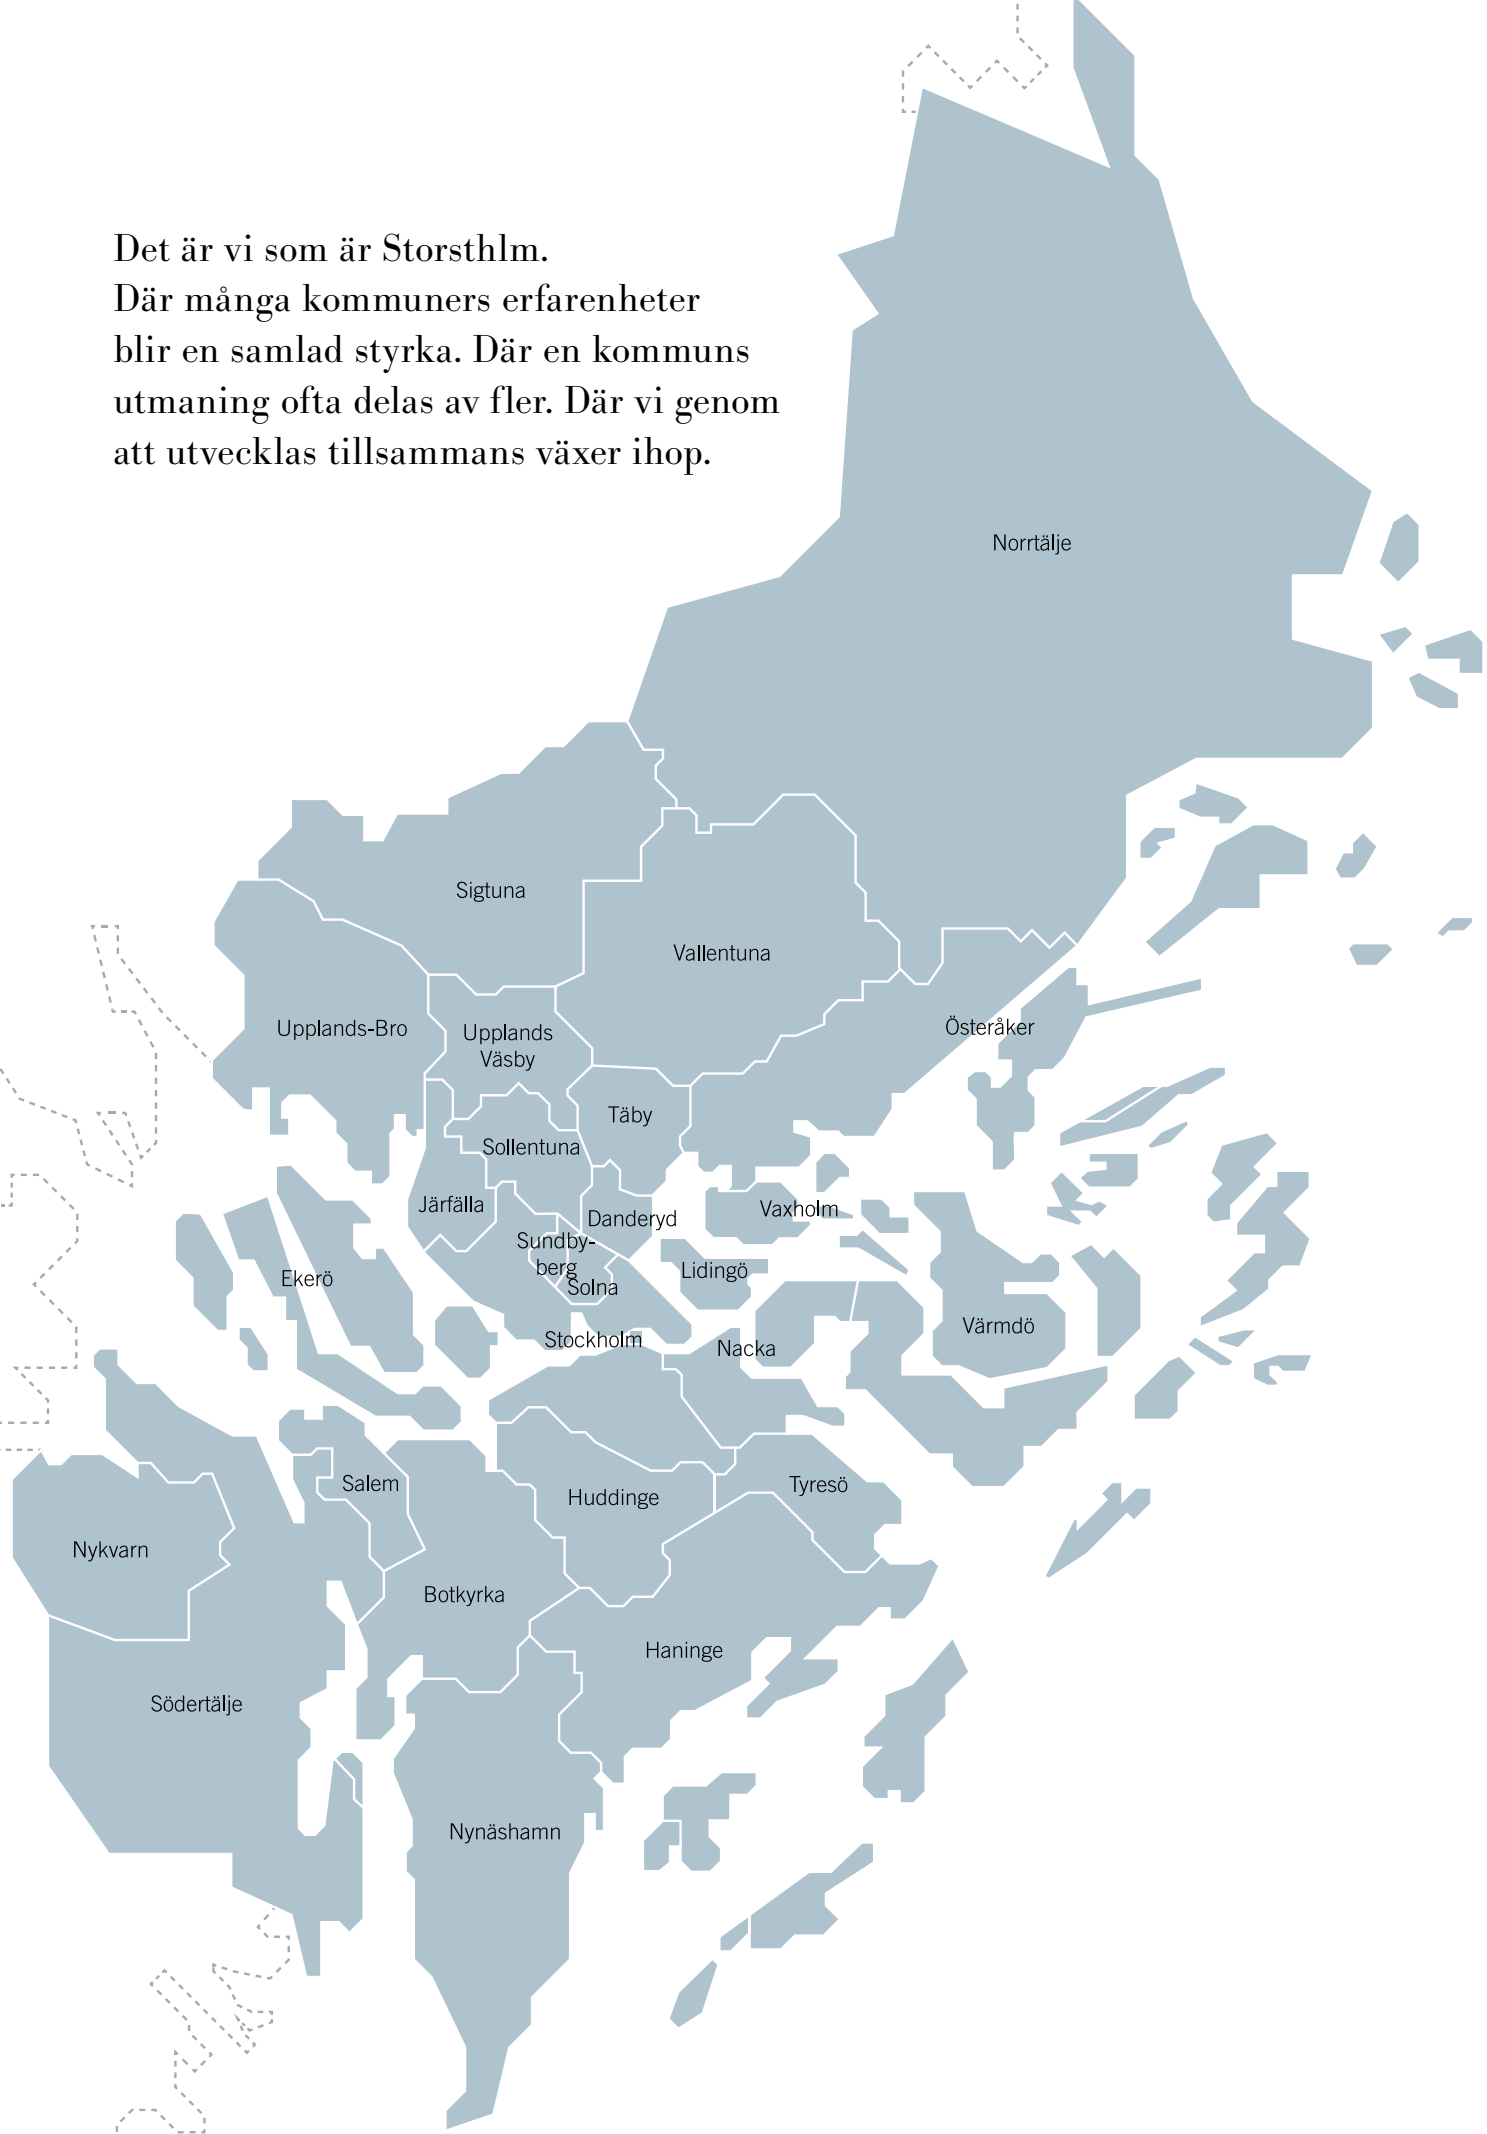 Det är vi som är Storsthlm.
Där många kommuners erfarenheter
blir en samlad styrka. Där en kommuns
utmaning ofta delas av fler. Där vi genom
att utvecklas tillsammans växer ihop.
Norrtälje
Sigtuna
Vallentuna
Upplands-Bro
Upplands
Väsby
Österåker
Täby
Sollentuna
Järfälla
Danderyd
Vaxholm
Sundby-
berg
Ekerö
Solna
Lidingö
Stockholm
Nacka
Värmdö
Salem
Huddinge
Tyresö
Nykvarn
Botkyrka
Haninge
Södertälje
Nynäshamn